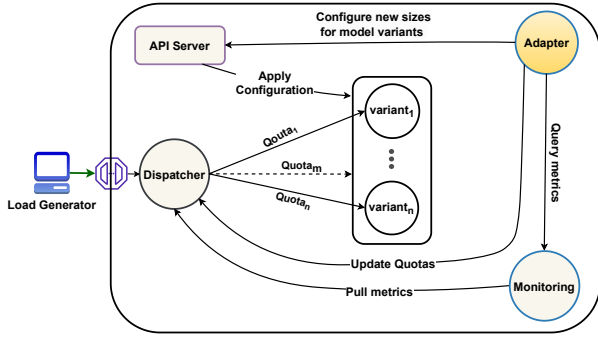 Configure new sizes
for model variants
API Server
Adapter
Apply
Configuration
variant1
Qouta1
Query metrics
Load Generator
Dispatcher
Quotam
Quotan
variantn
Update Quotas
Pull metrics
Monitoring